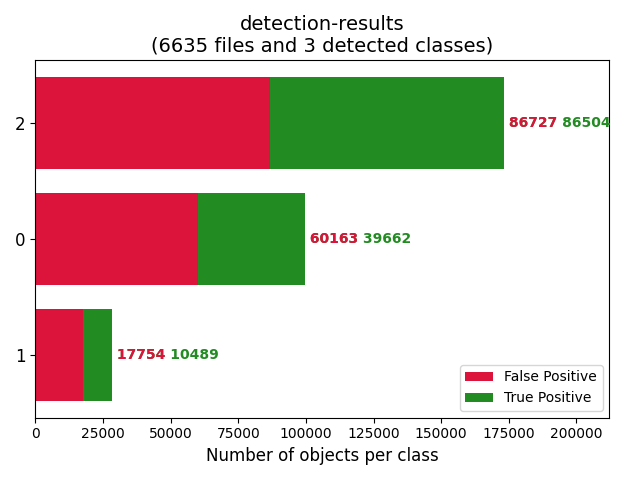 detection-results
(6635 files and 3 detected classes)
2
86727 86504
0
60163 39662
1
17754 10489
False Positive
True Positive
0 25000 50000 75000 100000 125000 150000 175000 200000
Number of objects per class